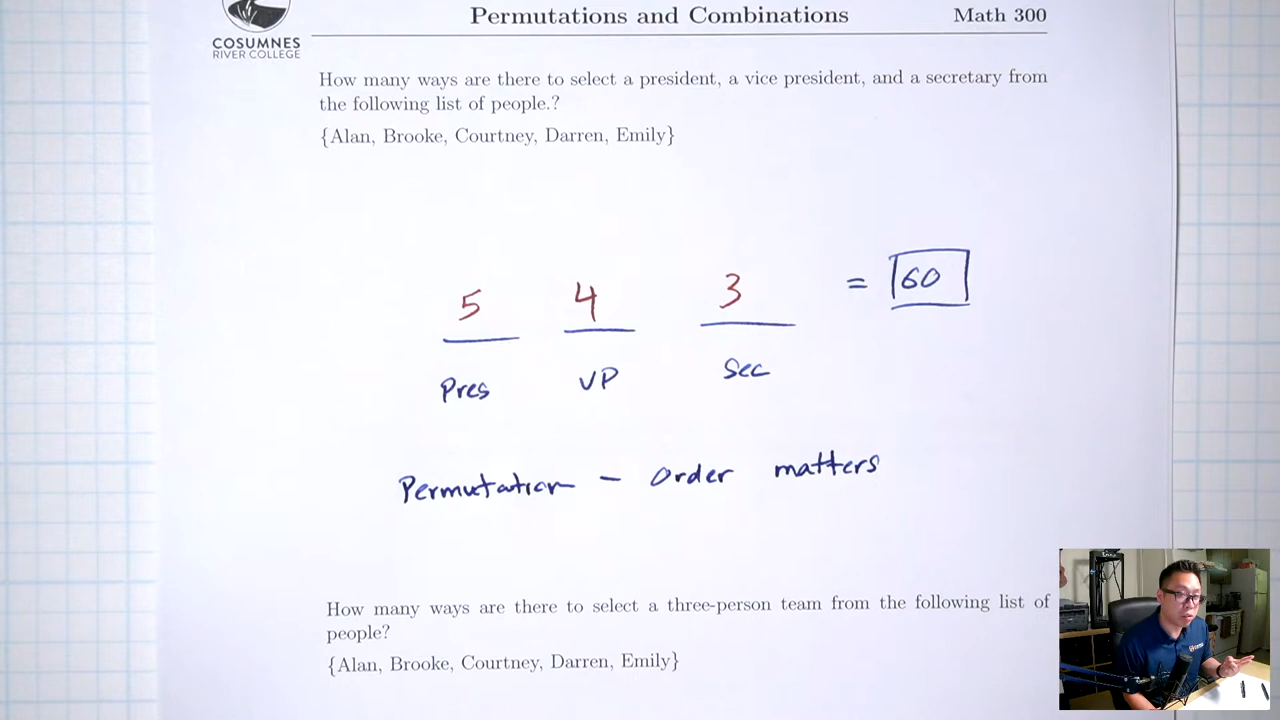 COSUMNES
RIVER COLLEGE
Permutations and Combinations Math 300
How many ways are there to select a president, a vice president, and a secretary from
the following list of people.?
{Alan, Brooke, Courtney, Darren, Emily}
5 4 3 = 60
Pres VP Sec
Permutation - Order matters
How many ways are there to select a three-person team from the following list of
people?
{Alan, Brooke, Courtney, Darren, Emily}